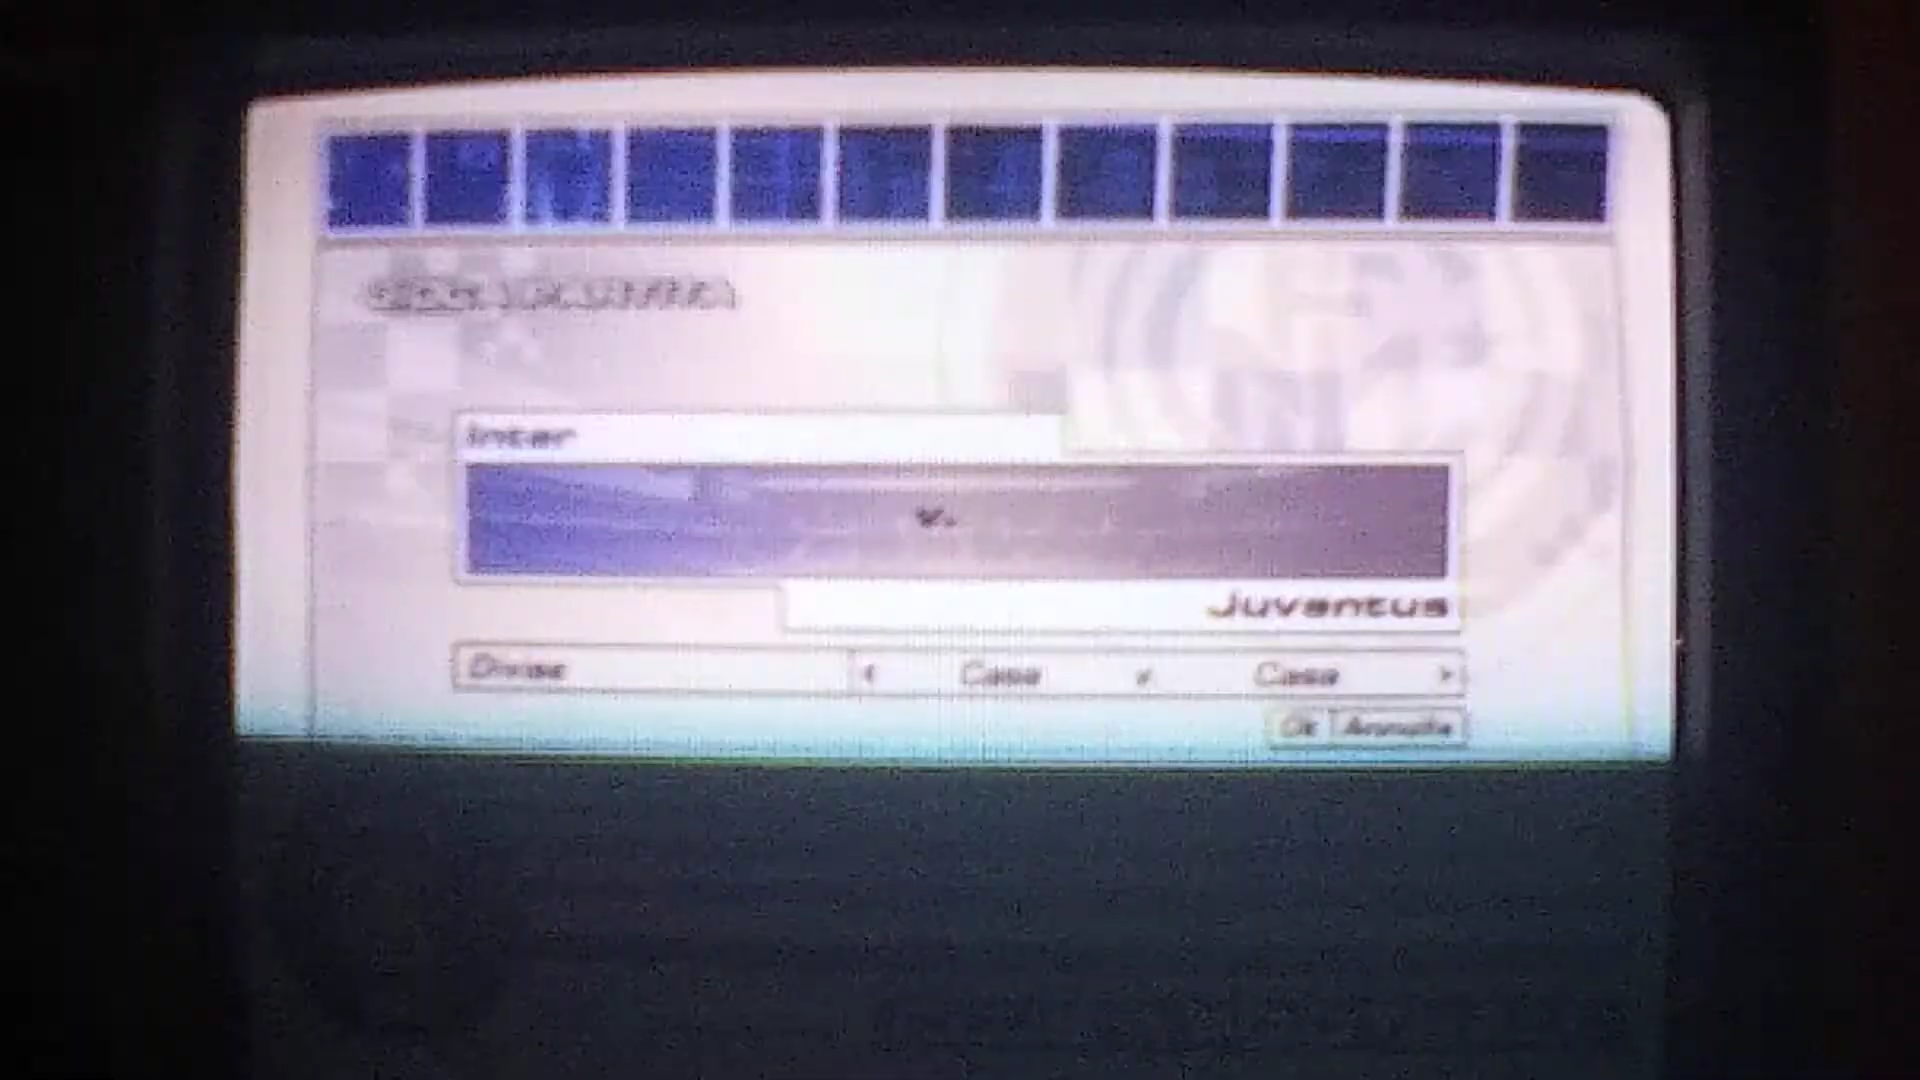 Inter
v.
Juventus
Divise < Casa v Casa >
Ok Annulla